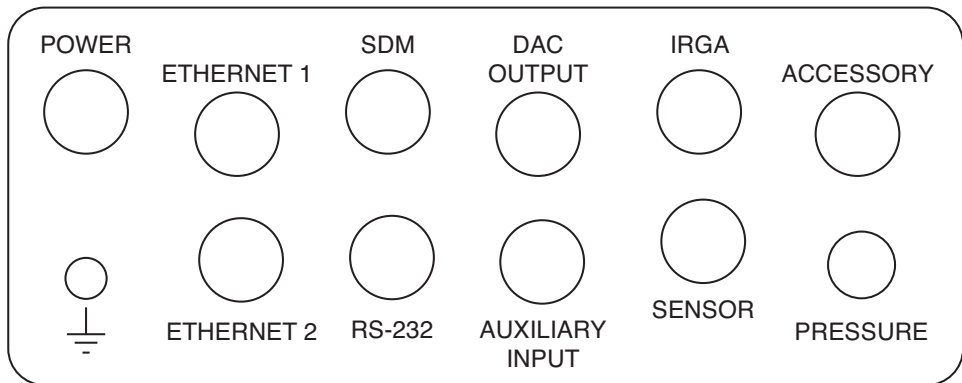 POWER
ETHERNET 1
SDM
DAC
OUTPUT
IRGA
ACCESSORY
ETHERNET 2
RS-232
AUXILIARY
INPUT
SENSOR
PRESSURE